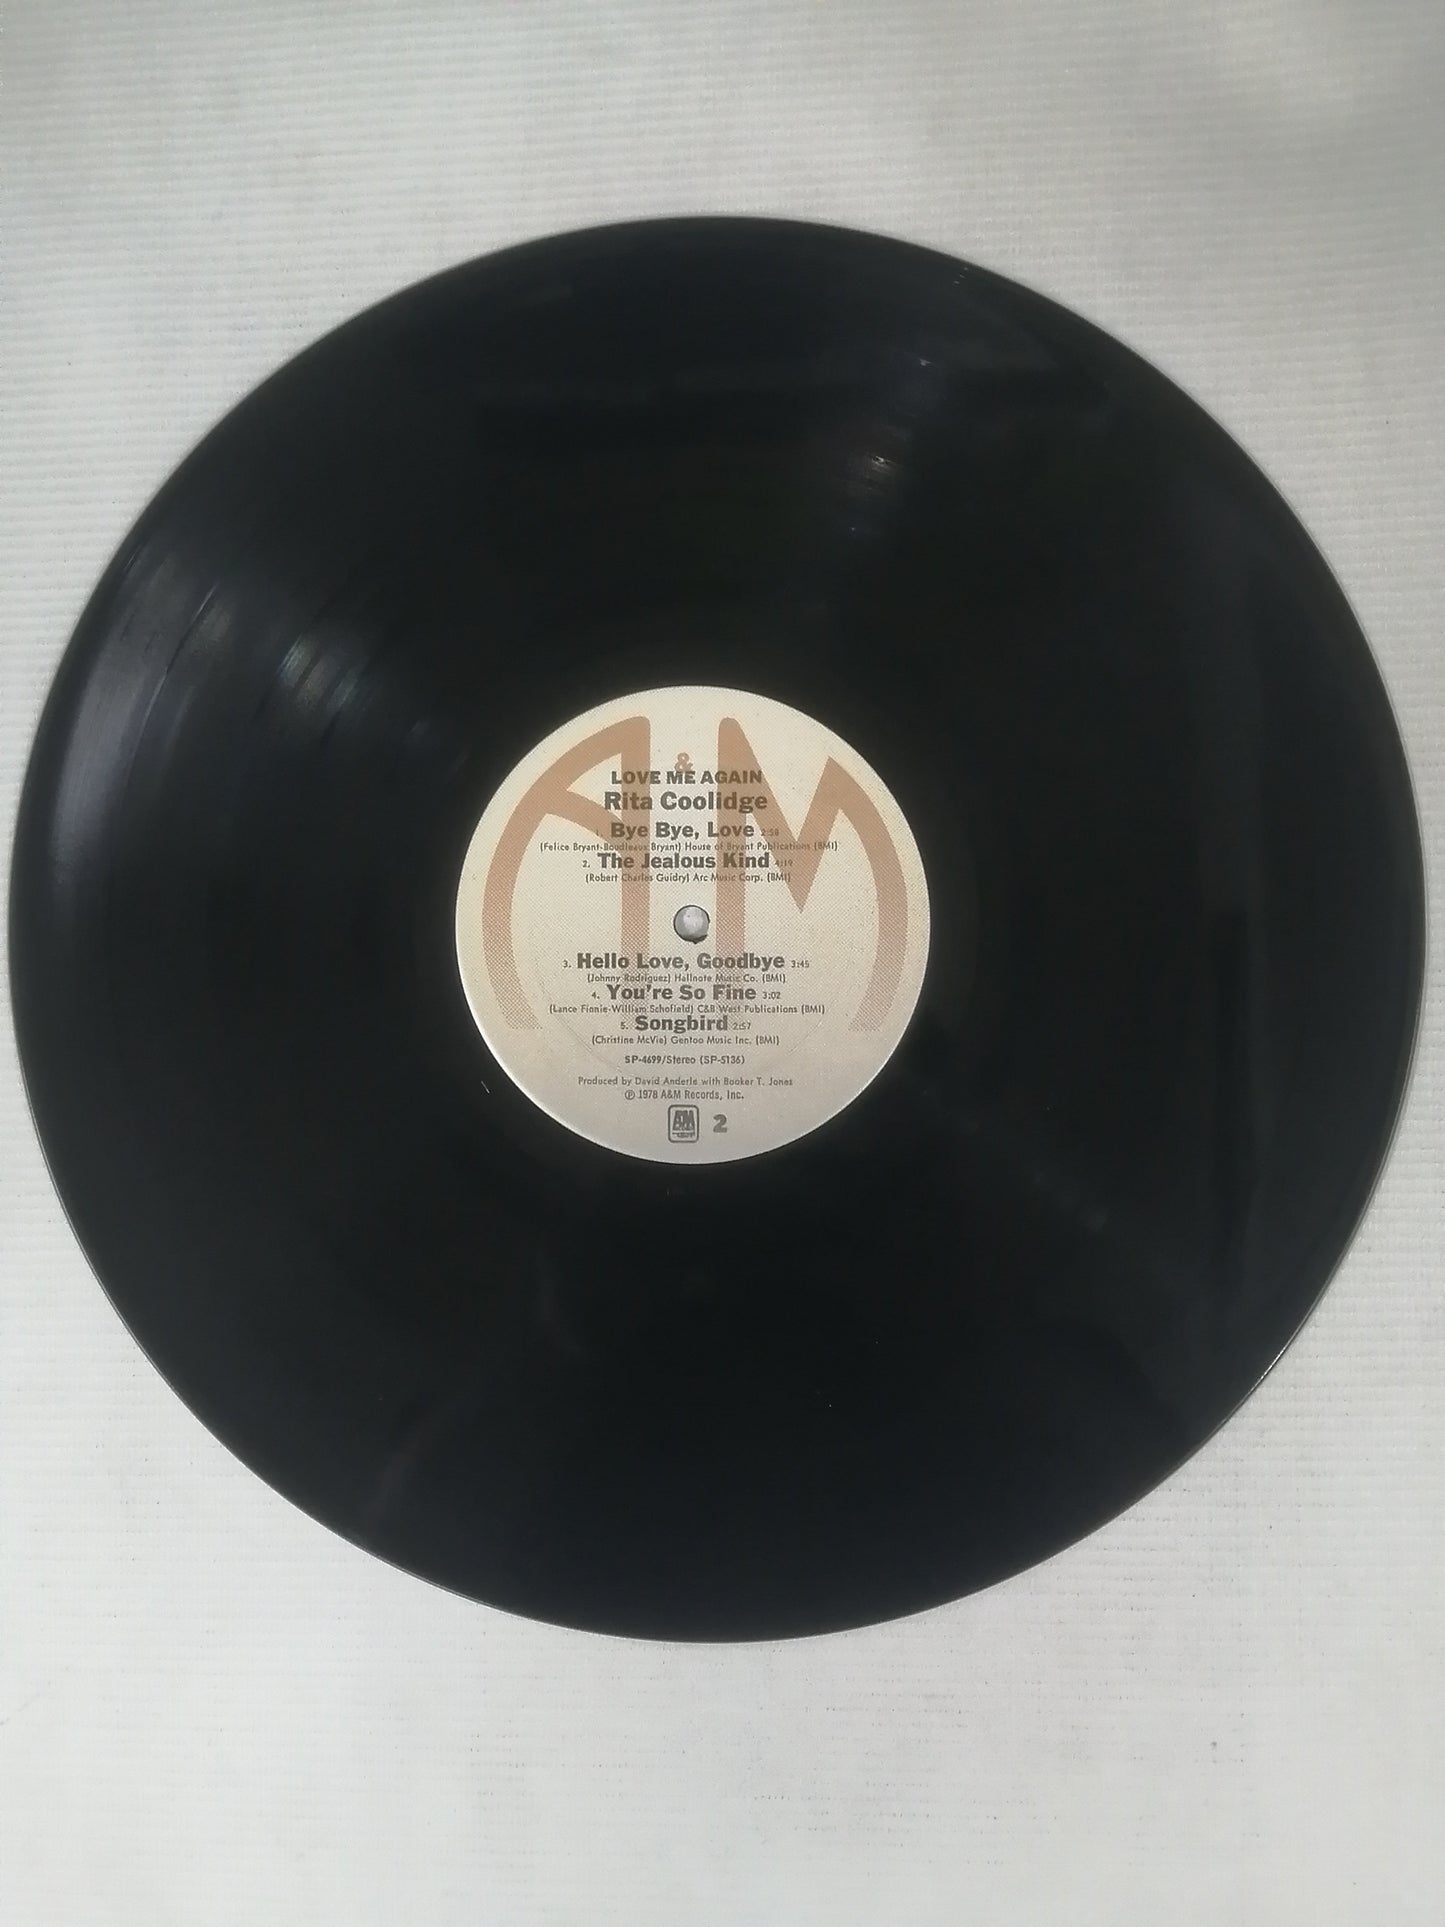 A&M
LOVE ME AGAIN
Rita Coolidge
1. Bye Bye, Love 2:58
(Felice Bryant-Boudleaux Bryant) House of Bryant Publications (BMI)
2. The Jealous Kind 4:19
(Robert Charles Guidry) Arc Music Corp. (BMI)
3. Hello Love, Goodbye 3:45
(Johnny Rodriguez) Hallnote Music Co. (BMI)
4. You're So Fine 3:02
(Lance Finnie-William Schofield) C&B West Publications (BMI)
5. Songbird 2:57
(Christine McVie) Gentoo Music Inc. (BMI)
SP-4699/Stereo (SP-5136)
Produced by David Anderle with Booker T. Jones
℗ 1978 A&M Records, Inc.
A&M 2